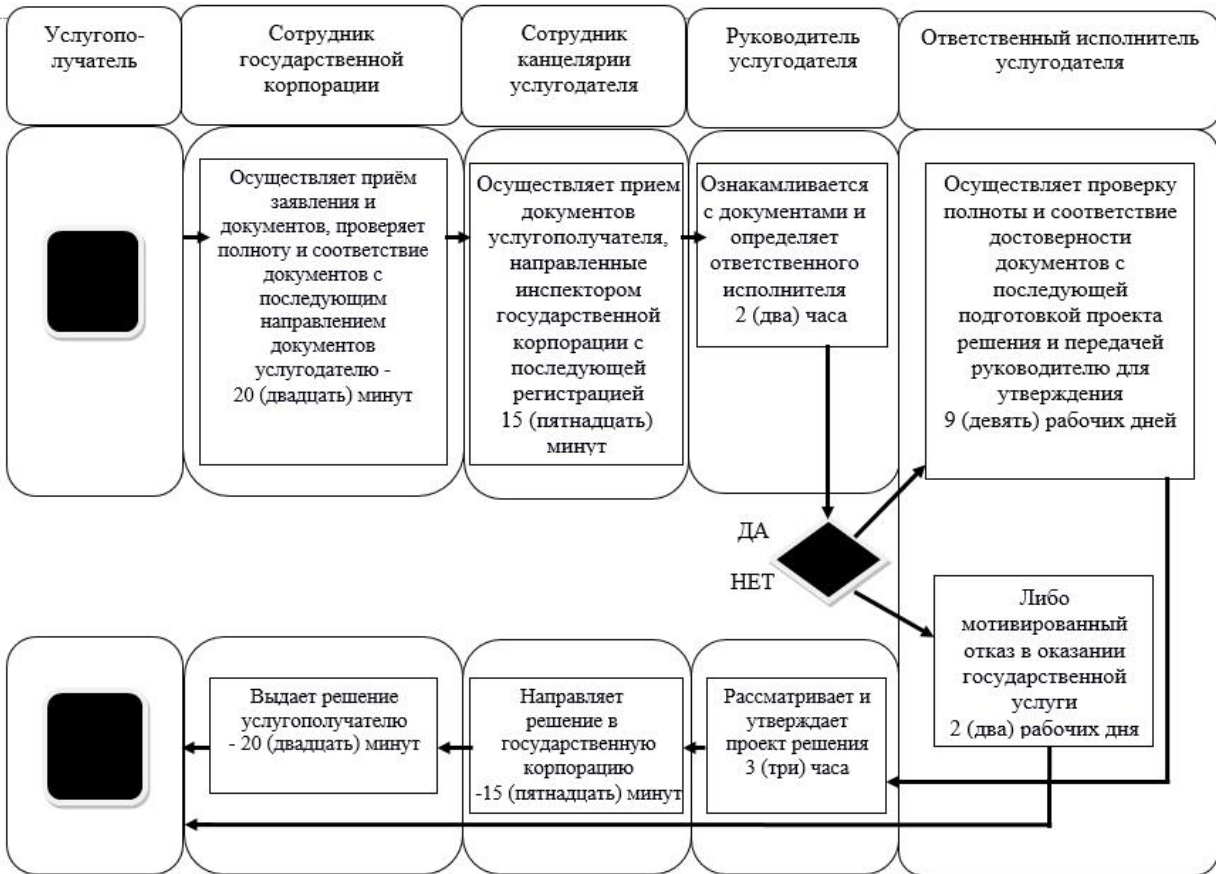 Услугопо-
лучатель
Сотрудник
государственной
корпорации
Сотрудник
канцелярии
услугодателя
Руководитель
услугодателя
Ответственный исполнитель
услугодателя
Осуществляет приём
заявления и
документов, проверяет
полноту и соответствие
документов с
последующим
направлением
документов
услугодателю -
20 (двадцать) минут
Осуществляет прием
документов
услугополучателя,
направленные
инспектором
государственной
корпорации с
последующей
регистрацией
15 (пятнадцать)
минут
Ознакамливается
с документами и
определяет
ответственного
исполнителя
2 (два) часа
Осуществляет проверку
полноты и соответствие
достоверности
документов с
последующей
подготовкой проекта
решения и передачей
руководителю для
утверждения
9 (девять) рабочих дней
ДА
НЕТ
Либо
мотивированный
отказ в оказании
государственной
услуги
2 (два) рабочих дня
Выдает решение
услугополучателю
- 20 (двадцать) минут
Направляет
решение в
государственную
корпорацию
-15 (пятнадцать) минут
Рассматривает и
утверждает
проект решения
3 (три) часа